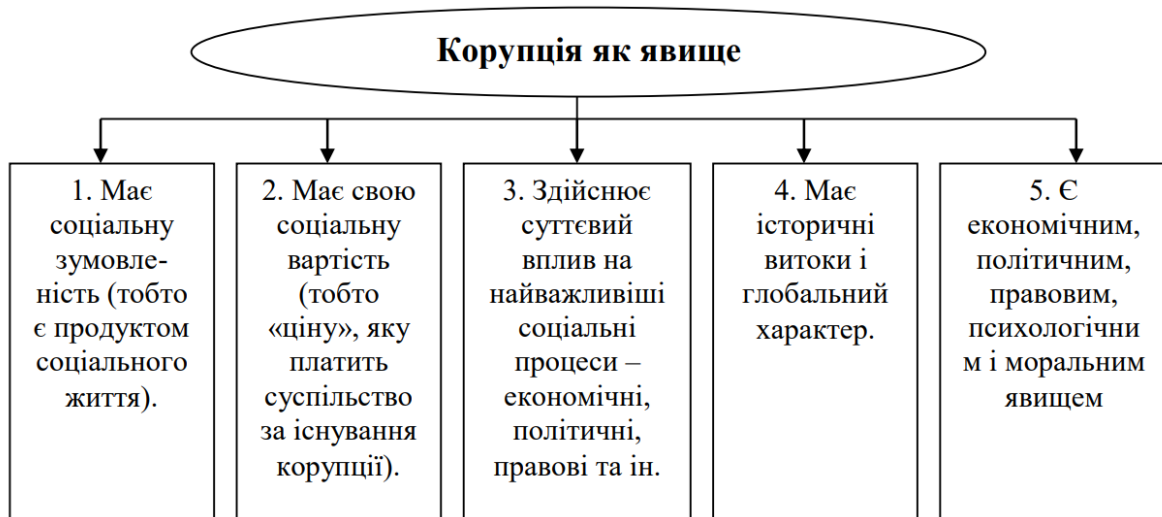 Корупція як явище
1. Має
соціальну
зумовле-
ність (тобто
є продуктом
соціального
життя).
2. Має свою
соціальну
вартість
(тобто
«ціну», яку
платить
суспільство
за існування
корупції).
3. Здійснює
суттєвий
вплив на
найважливіші
соціальні
процеси –
економічні,
політичні,
правові та ін.
4. Має
історичні
витоки і
глобальний
характер.
5. Є
економічним,
політичним,
правовим,
психологічни
м і моральним
явищем